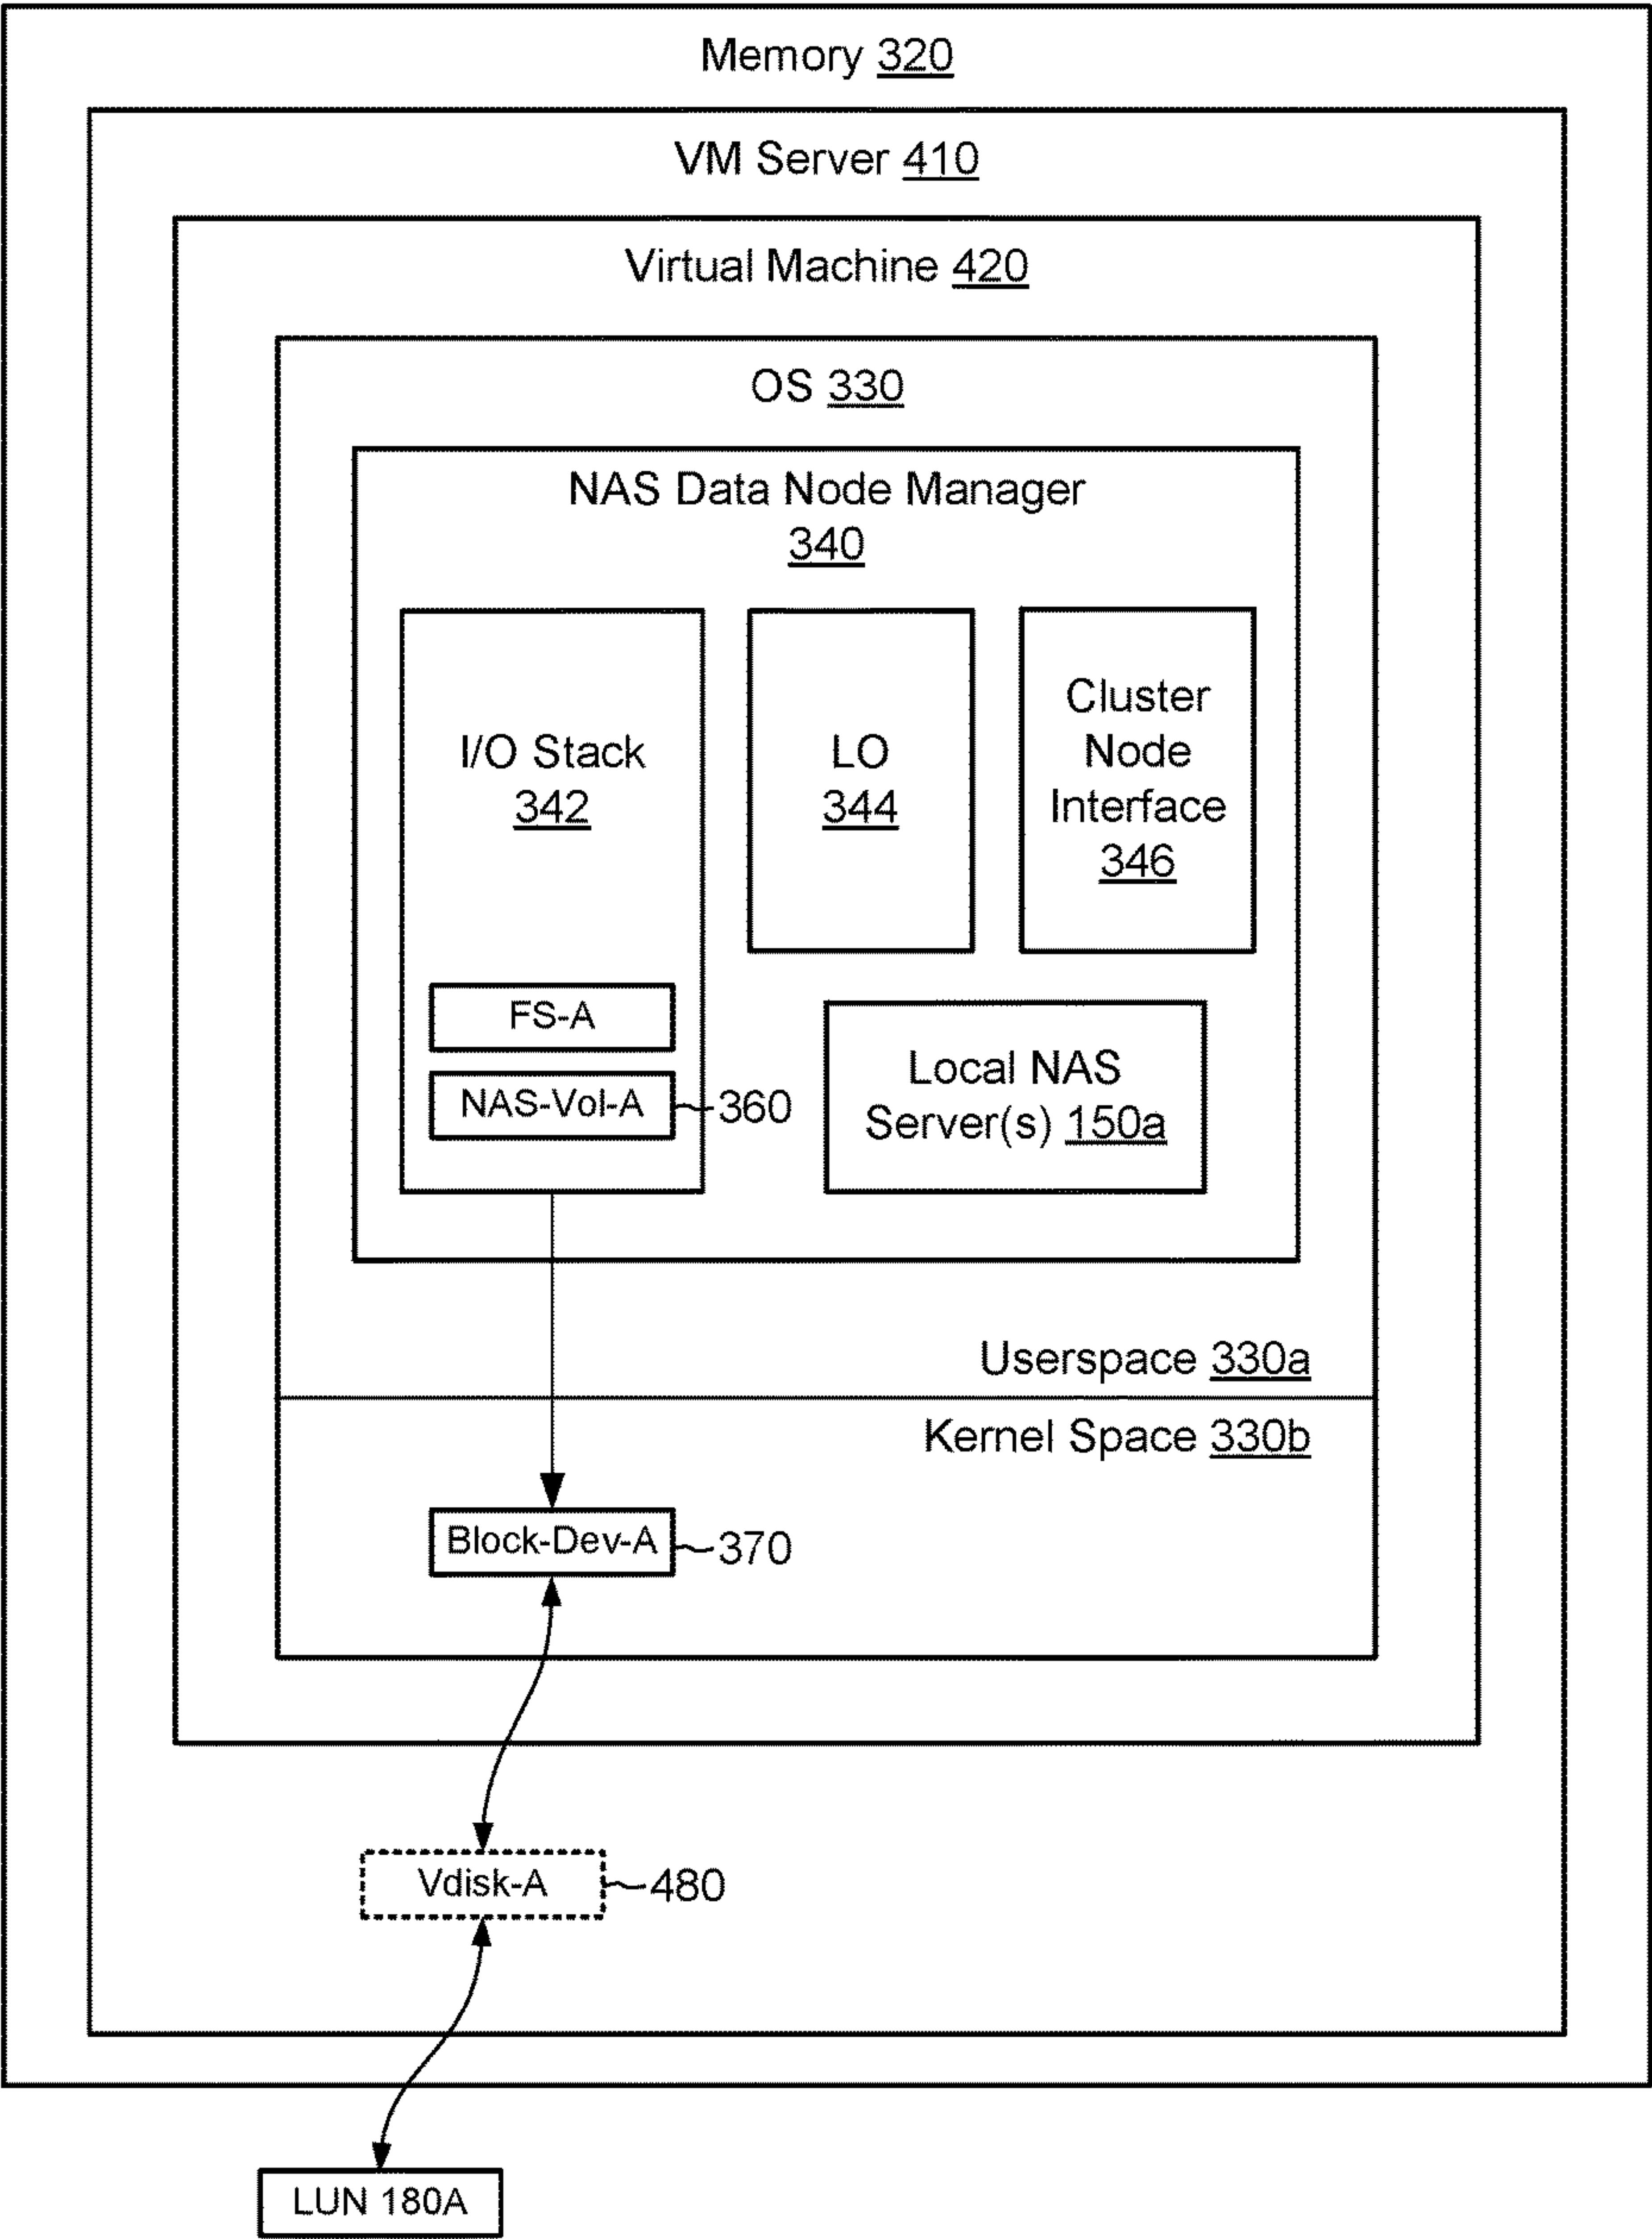 Memory 320
VM Server 410
Virtual Machine 420
OS 330
NAS Data Node Manager
340
I/O Stack
342
LO
344
Cluster
Node
Interface
346
FS-A
NAS-Vol-A
360
Local NAS
Server(s) 150a
Userspace 330a
Kernel Space 330b
Block-Dev-A
370
Vdisk-A
480
LUN 180A